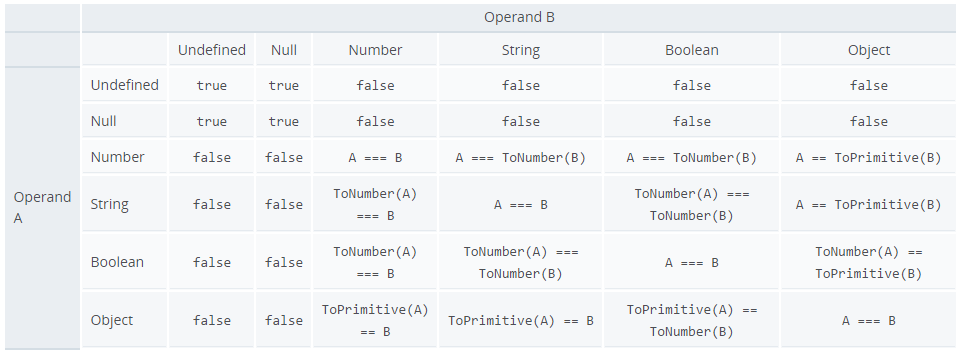 Operand B
Undefined Null Number String Boolean Object
Undefined true true false false false false
Null true true false false false false
Number false false A === B A === ToNumber(B) A === ToNumber(B) A == ToPrimitive(B)
Operand
A
String false false ToNumber(A)
=== B
A === B
ToNumber(A) ===
ToNumber(B)
A == ToPrimitive(B)
Boolean false false ToNumber(A)
=== B
ToNumber(A) ===
ToNumber(B)
A === B
ToNumber(A) ==
ToPrimitive(B)
Object false false ToPrimitive(A)
== B
ToPrimitive(A) == B
ToPrimitive(A) ==
ToNumber(B)
A === B